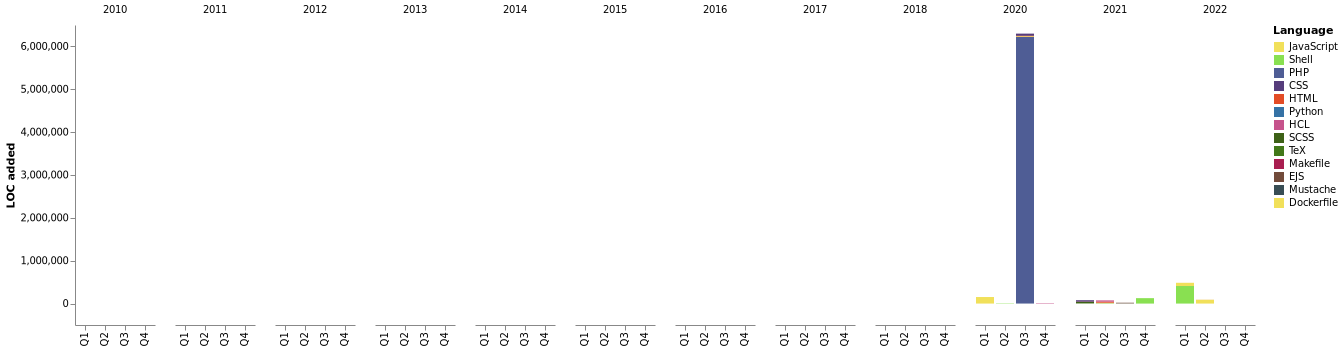 2010 2011 2012 2013 2014 2015 2016 2017 2018 2020 2021 2022
LOC added
6,000,000
5,000,000
4,000,000
3,000,000
2,000,000
1,000,000
0
Q1 Q2 Q3 Q4 Q1 Q2 Q3 Q4 Q1 Q2 Q3 Q4 Q1 Q2 Q3 Q4 Q1 Q2 Q3 Q4 Q1 Q2 Q3 Q4 Q1 Q2 Q3 Q4 Q1 Q2 Q3 Q4 Q1 Q2 Q3 Q4 Q1 Q2 Q3 Q4 Q1 Q2 Q3 Q4 Q1 Q2 Q3 Q4
Language
JavaScript
Shell
PHP
CSS
HTML
Python
HCL
SCSS
TeX
Makefile
EJS
Mustache
Dockerfile